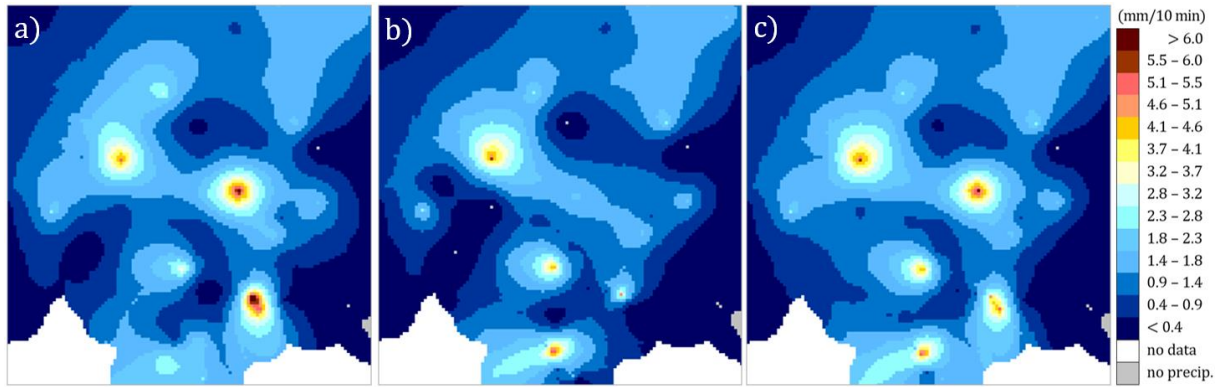 a)
b)
c)
(mm/10 min)
> 6.0
5.5 – 6.0
5.1 – 5.5
4.6 – 5.1
4.1 – 4.6
3.7 – 4.1
3.2 – 3.7
2.8 – 3.2
2.3 – 2.8
1.8 – 2.3
1.4 – 1.8
0.9 – 1.4
0.4 – 0.9
< 0.4
no data
no precip.